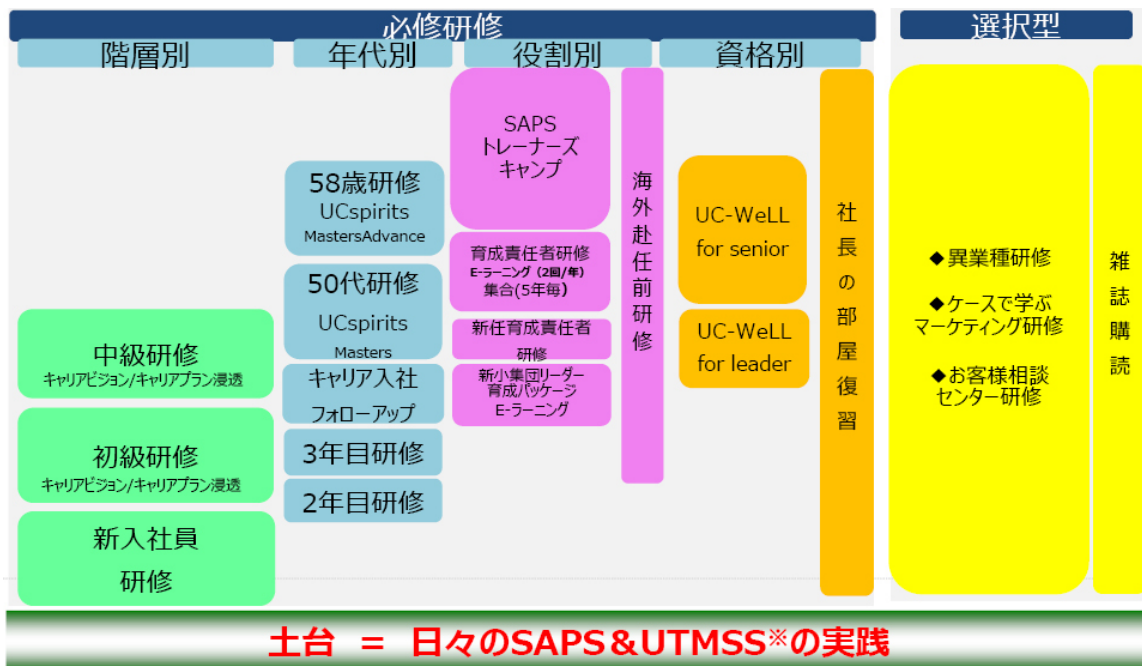 必修研修
階層別
年代別
役割別
資格別
中級研修
キャリアビジョン/キャリアプラン浸透
初級研修
キャリアビジョン/キャリアプラン浸透
新入社員
研修
58歳研修
UCspirits
MastersAdvance
50代研修
UCspirits
Masters
キャリア入社
フォローアップ
3年目研修
2年目研修
SAPS
トレーナーズ
キャンプ
育成責任者研修
E-ラーニング（2回/年）
集合(5年毎）
新任育成責任者
研修
新小集団リーダー
育成パッケージ
E-ラーニング
海外赴任前研修
UC-WeLL
for senior
UC-WeLL
for leader
社長の部屋復習
選択型
◆異業種研修
◆ケースで学ぶ
マーケティング研修
◆お客様相談
センター研修
雑誌購読
土台 = 日々のSAPS＆UTMSS※の実践